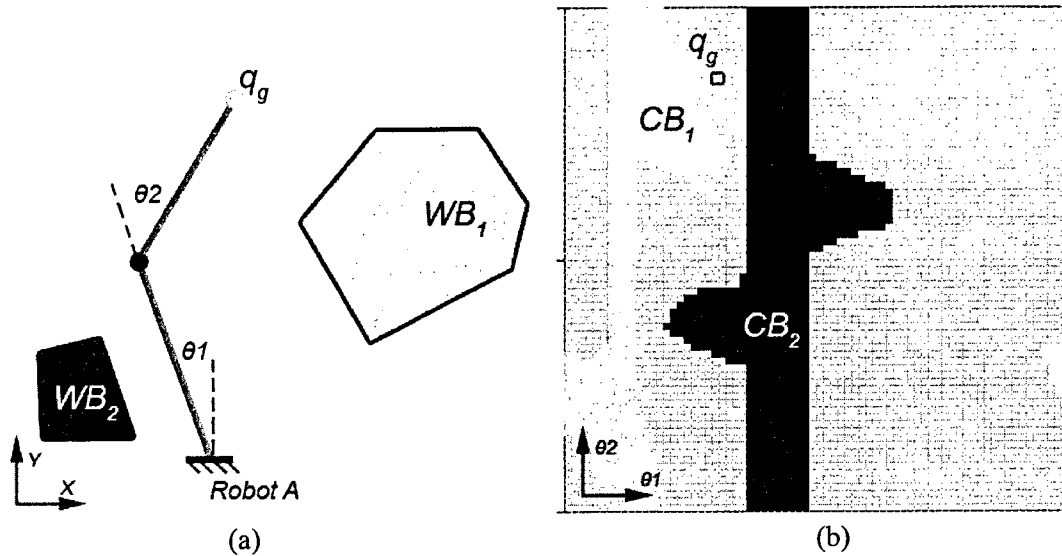 q_g
θ2
WB_1
θ1
WB_2
Y
X
Robot A
(a)
q_g
CB_1
CB_2
θ2
θ1
(b)